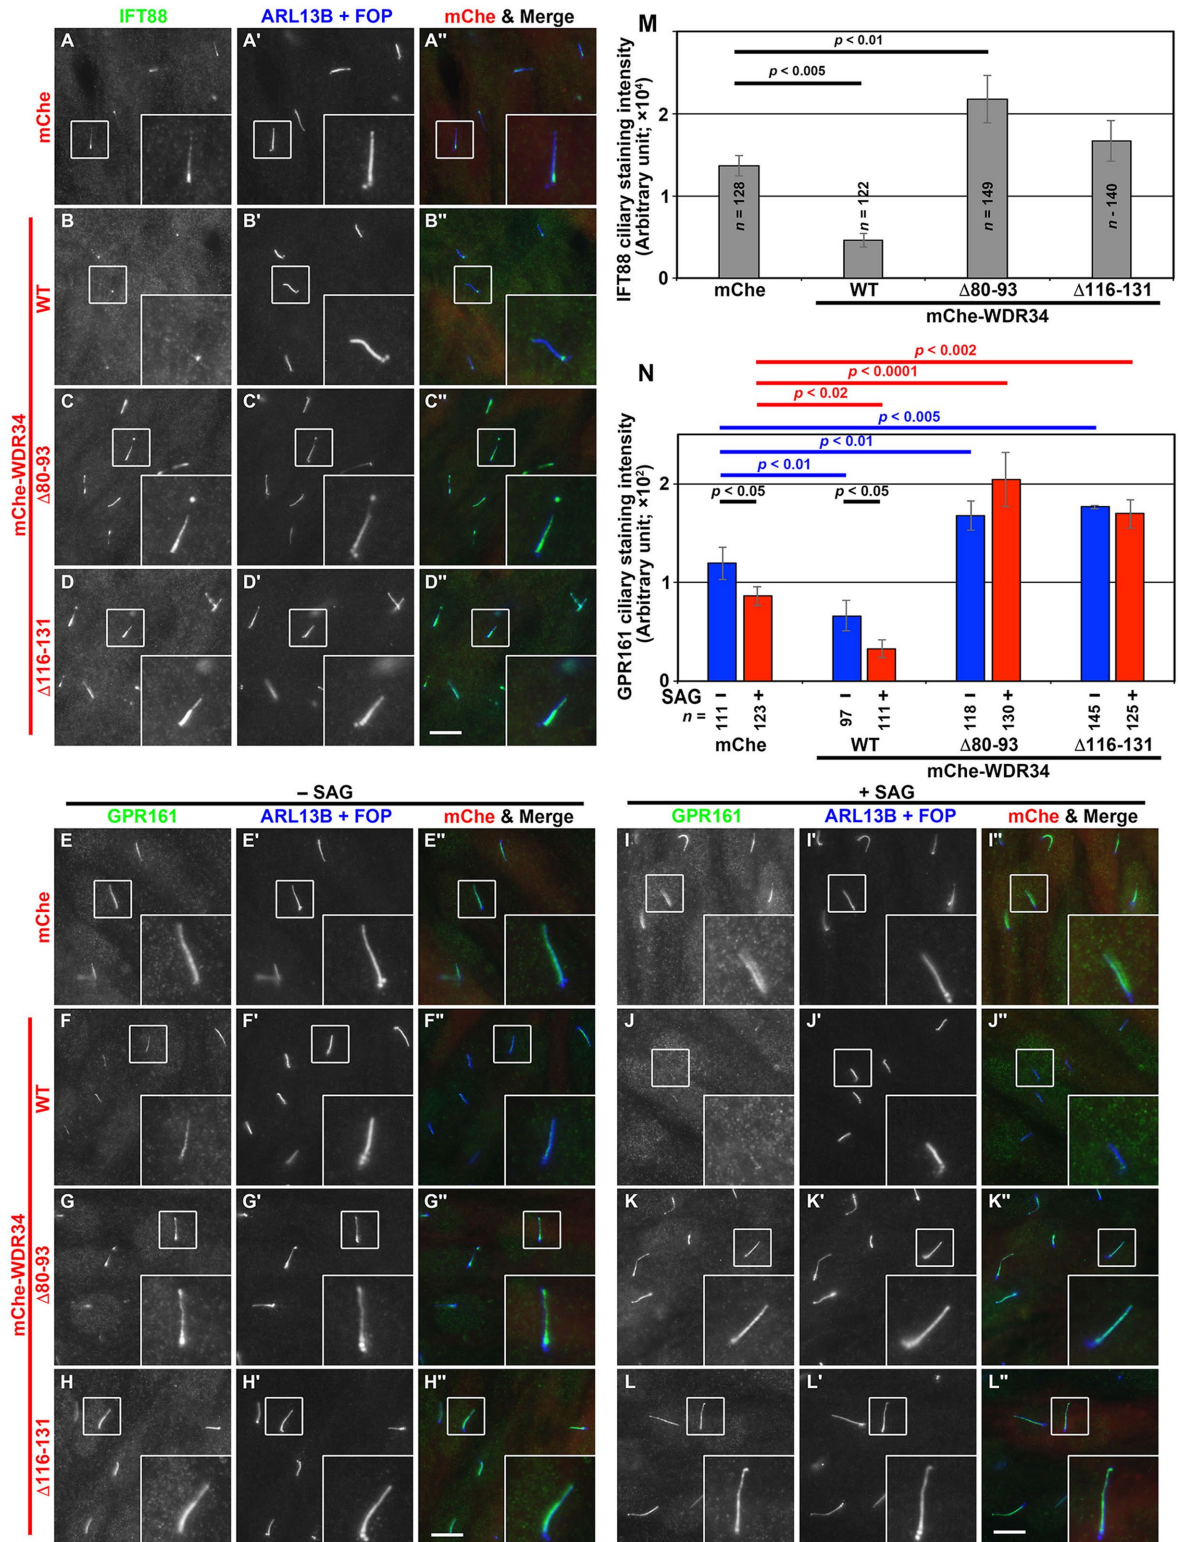 IFT88 ARL13B + FOP mChe & Merge
A A' A"
mChe
B B' B"
WT
C C' C"
mChe-WDR34
Δ80-93
D D' D"
Δ116-131
M
IFT88 ciliary staining intensity
(Arbitrary unit; ×10⁴)
p < 0.01
p < 0.005
2
1
0
n = 128
n = 122
n = 149
n - 140
mChe WT Δ80-93 Δ116-131
mChe-WDR34
N
GPR161 ciliary staining intensity
(Arbitrary unit; ×10²)
p < 0.002
p < 0.0001
p < 0.02
p < 0.005
p < 0.01
p < 0.01
p < 0.05 p < 0.05
2
1
0
SAG – + – + – + – +
n = 111 123 97 111 118 130 145 125
mChe WT Δ80-93 Δ116-131
mChe-WDR34
– SAG
GPR161 ARL13B + FOP mChe & Merge
E E' E"
mChe
F F' F"
WT
G G' G"
mChe-WDR34
Δ80-93
H H' H"
Δ116-131
+ SAG
GPR161 ARL13B + FOP mChe & Merge
I I' I"
J J' J"
K K' K"
L L' L"